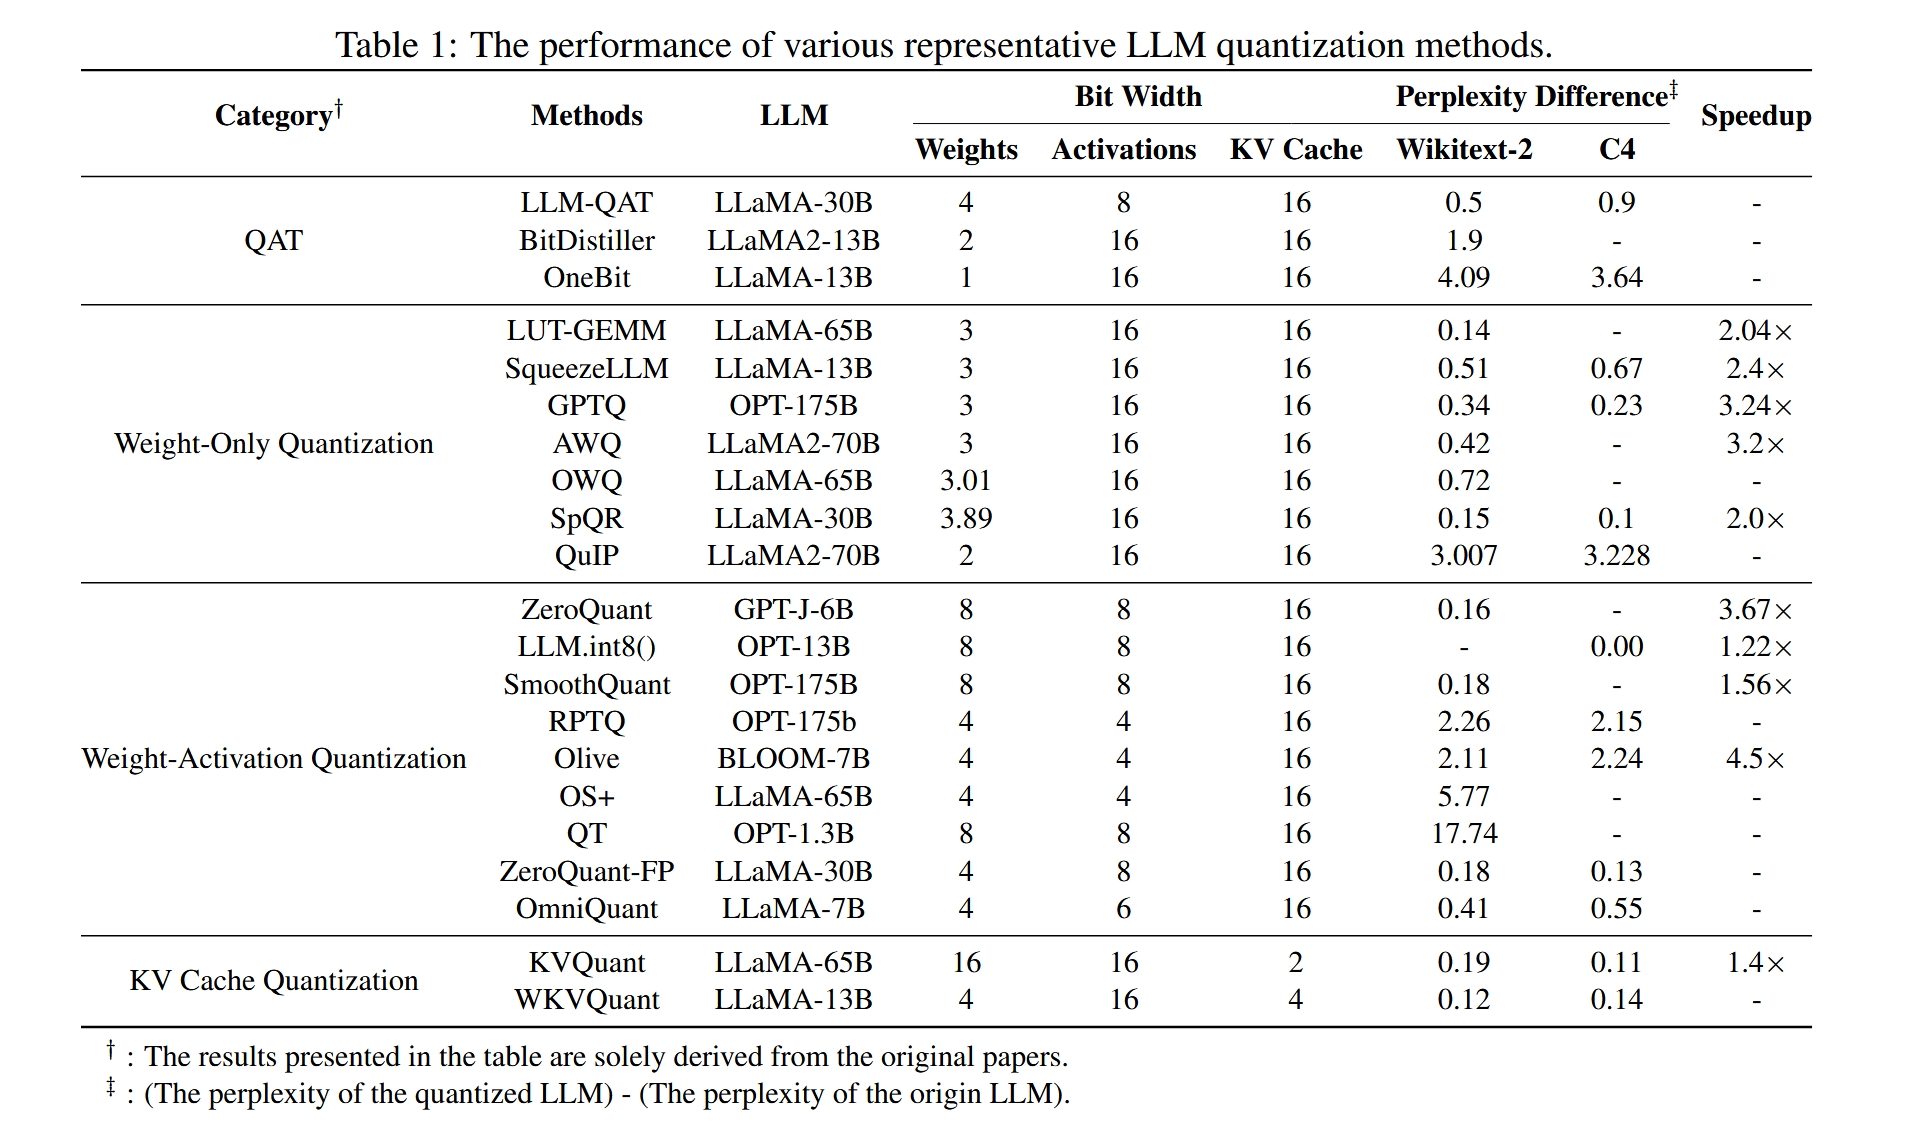 Table 1: The performance of various representative LLM quantization methods.
Category† Methods LLM Bit Width Perplexity Difference‡ Speedup
Weights Activations KV Cache Wikitext-2 C4
LLM-QAT LLaMA-30B 4 8 16 0.5 0.9 -
QAT BitDistiller LLaMA2-13B 2 16 16 1.9 - -
OneBit LLaMA-13B 1 16 16 4.09 3.64 -
LUT-GEMM LLaMA-65B 3 16 16 0.14 - 2.04×
SqueezeLLM LLaMA-13B 3 16 16 0.51 0.67 2.4×
GPTQ OPT-175B 3 16 16 0.34 0.23 3.24×
Weight-Only Quantization AWQ LLaMA2-70B 3 16 16 0.42 - 3.2×
OWQ LLaMA-65B 3.01 16 16 0.72 - -
SpQR LLaMA-30B 3.89 16 16 0.15 0.1 2.0×
QuIP LLaMA2-70B 2 16 16 3.007 3.228 -
ZeroQuant GPT-J-6B 8 8 16 0.16 - 3.67×
LLM.int8() OPT-13B 8 8 16 - 0.00 1.22×
SmoothQuant OPT-175B 8 8 16 0.18 - 1.56×
RPTQ OPT-175b 4 4 16 2.26 2.15 -
Weight-Activation Quantization Olive BLOOM-7B 4 4 16 2.11 2.24 4.5×
OS+ LLaMA-65B 4 4 16 5.77 - -
QT OPT-1.3B 8 8 16 17.74 - -
ZeroQuant-FP LLaMA-30B 4 8 16 0.18 0.13 -
OmniQuant LLaMA-7B 4 6 16 0.41 0.55 -
KV Cache Quantization KVQuant LLaMA-65B 16 16 2 0.19 0.11 1.4×
WKVQuant LLaMA-13B 4 16 4 0.12 0.14 -
† : The results presented in the table are solely derived from the original papers.
‡ : (The perplexity of the quantized LLM) - (The perplexity of the origin LLM).